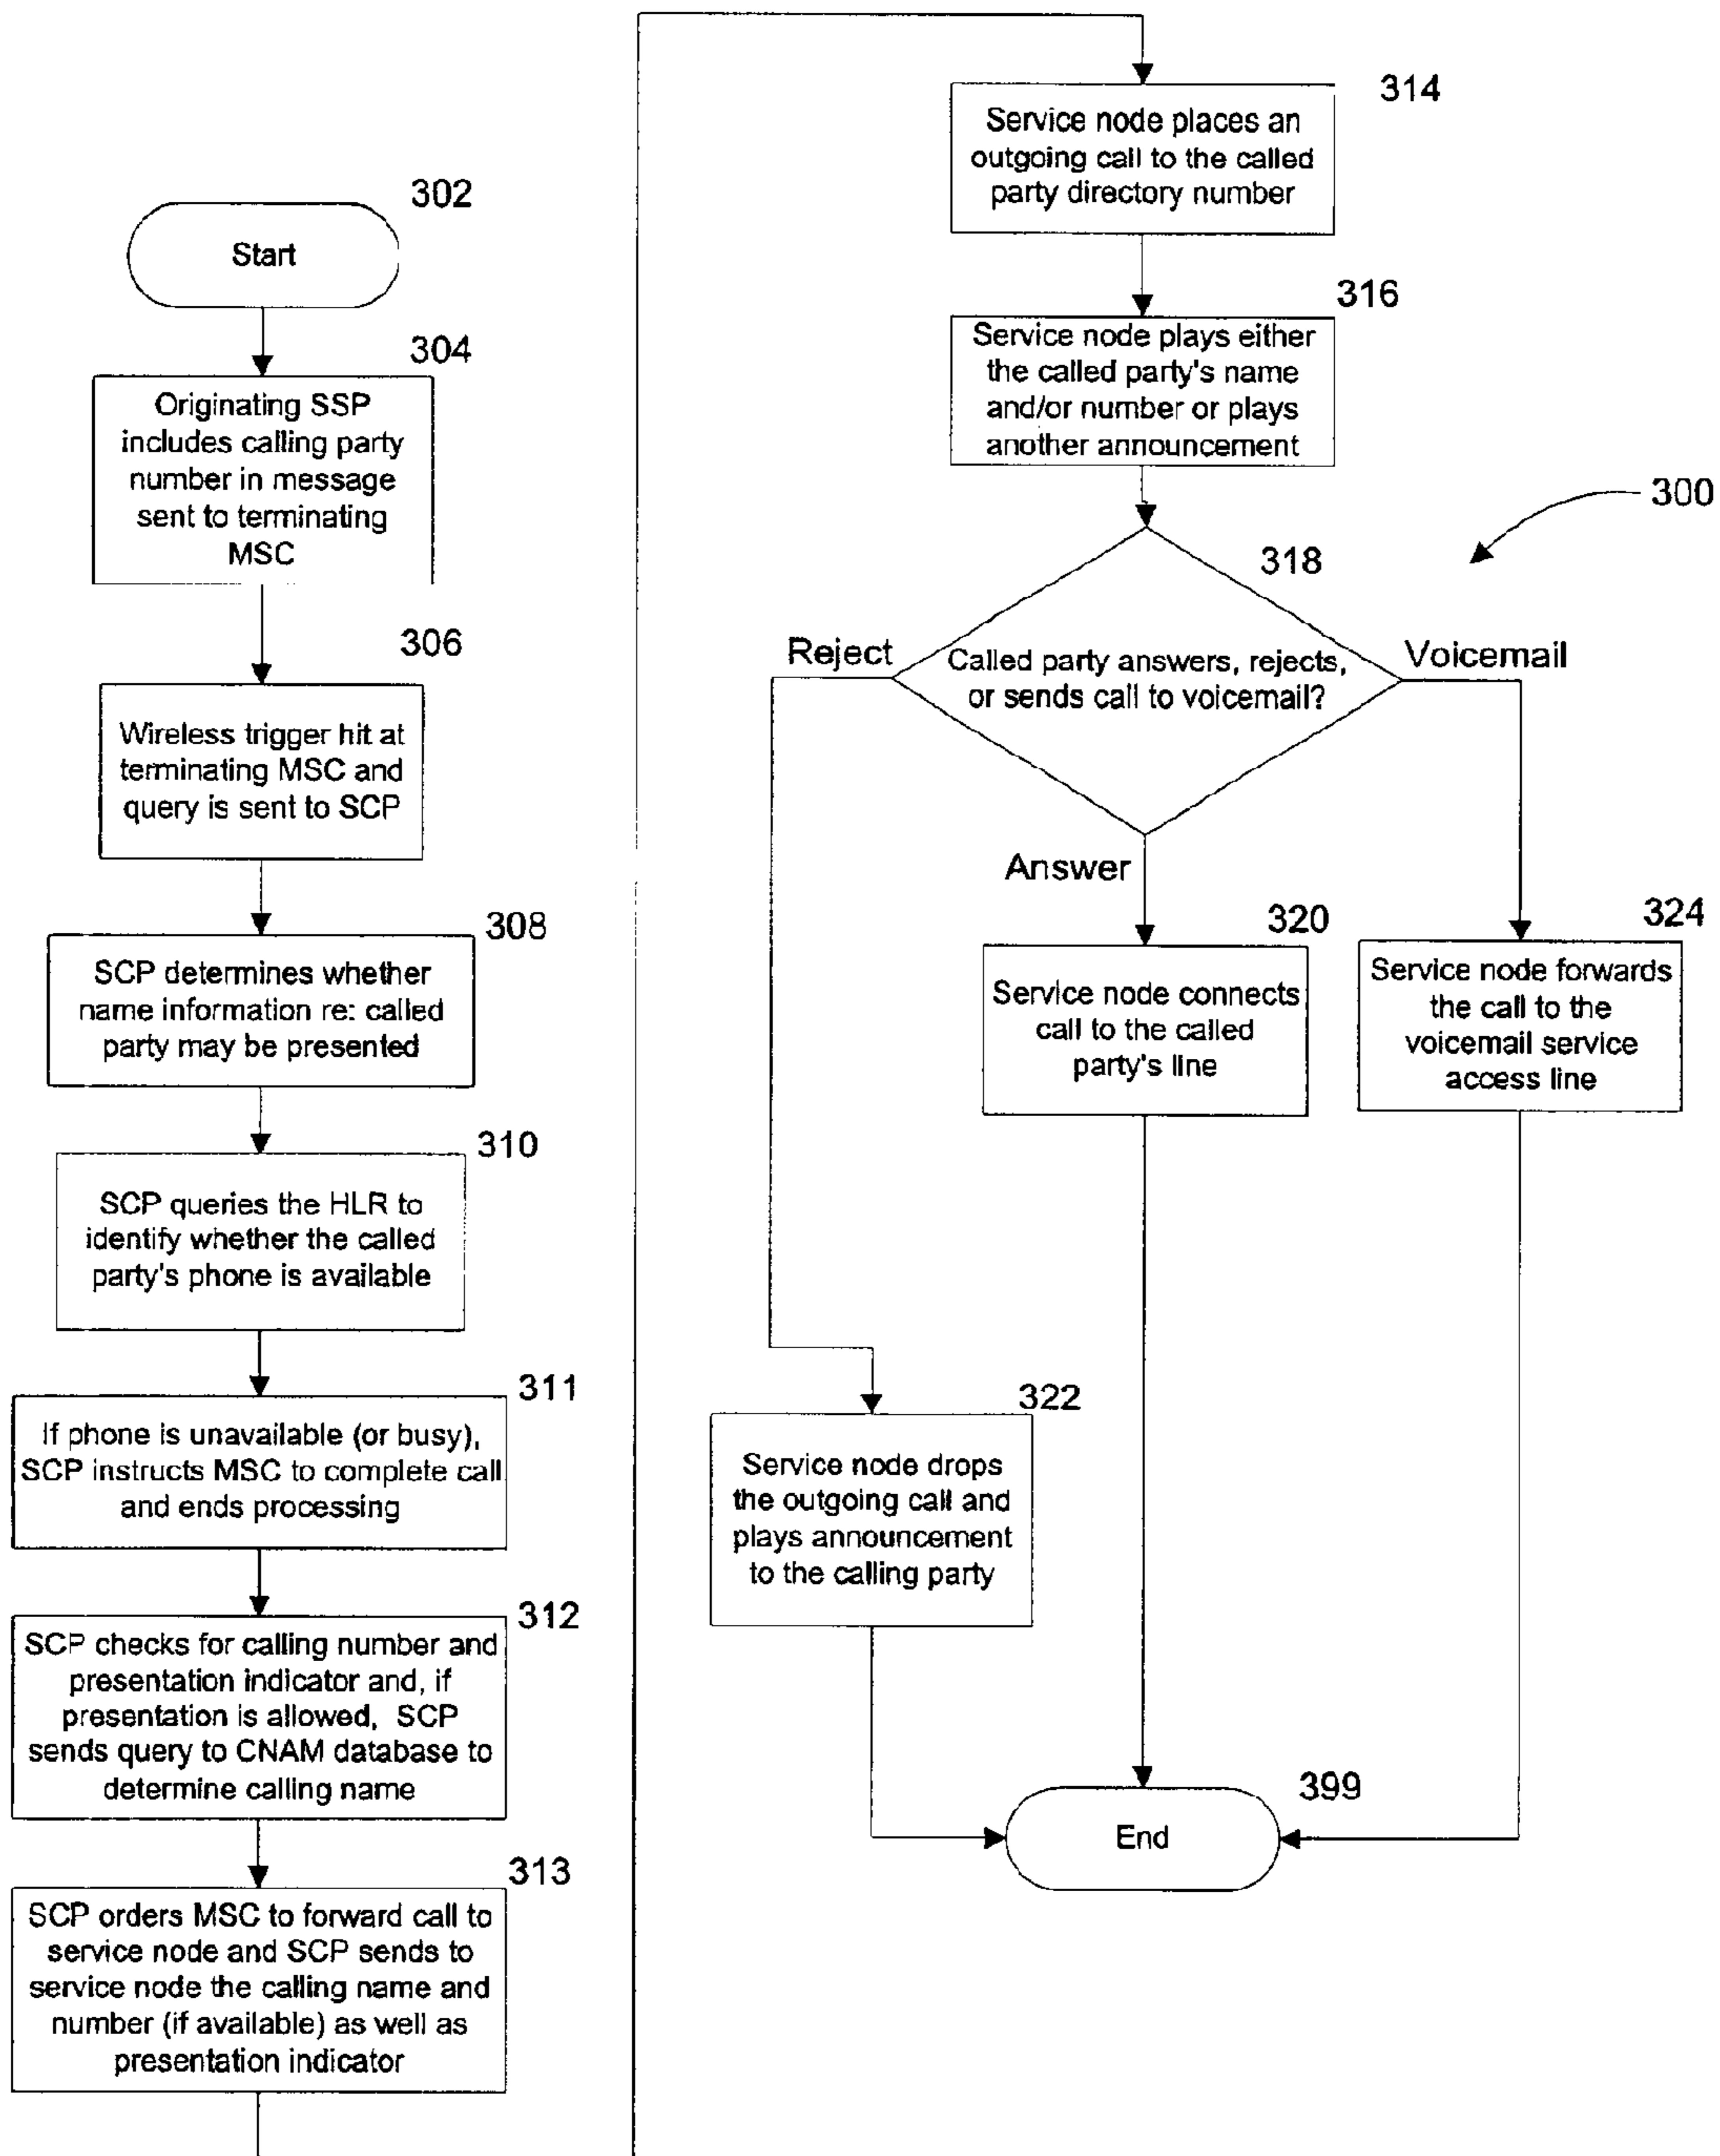 302
Start
304
Originating SSP
includes calling party
number in message
sent to terminating
MSC
306
Wireless trigger hit at
terminating MSC and
query is sent to SCP
308
SCP determines whether
name information re: called
party may be presented
310
SCP queries the HLR to
identify whether the called
party's phone is available
311
If phone is unavailable (or busy),
SCP instructs MSC to complete call
and ends processing
312
SCP checks for calling number and
presentation indicator and, if
presentation is allowed, SCP
sends query to CNAM database to
determine calling name
313
SCP orders MSC to forward call to
service node and SCP sends to
service node the calling name and
number (if available) as well as
presentation indicator
314
Service node places an
outgoing call to the called
party directory number
316
Service node plays either
the called party's name
and/or number or plays
another announcement
300
318
Called party answers, rejects,
or sends call to voicemail?
Reject
Voicemail
Answer
320
Service node connects
call to the called
party's line
324
Service node forwards
the call to the
voicemail service
access line
322
Service node drops
the outgoing call and
plays announcement
to the calling party
399
End